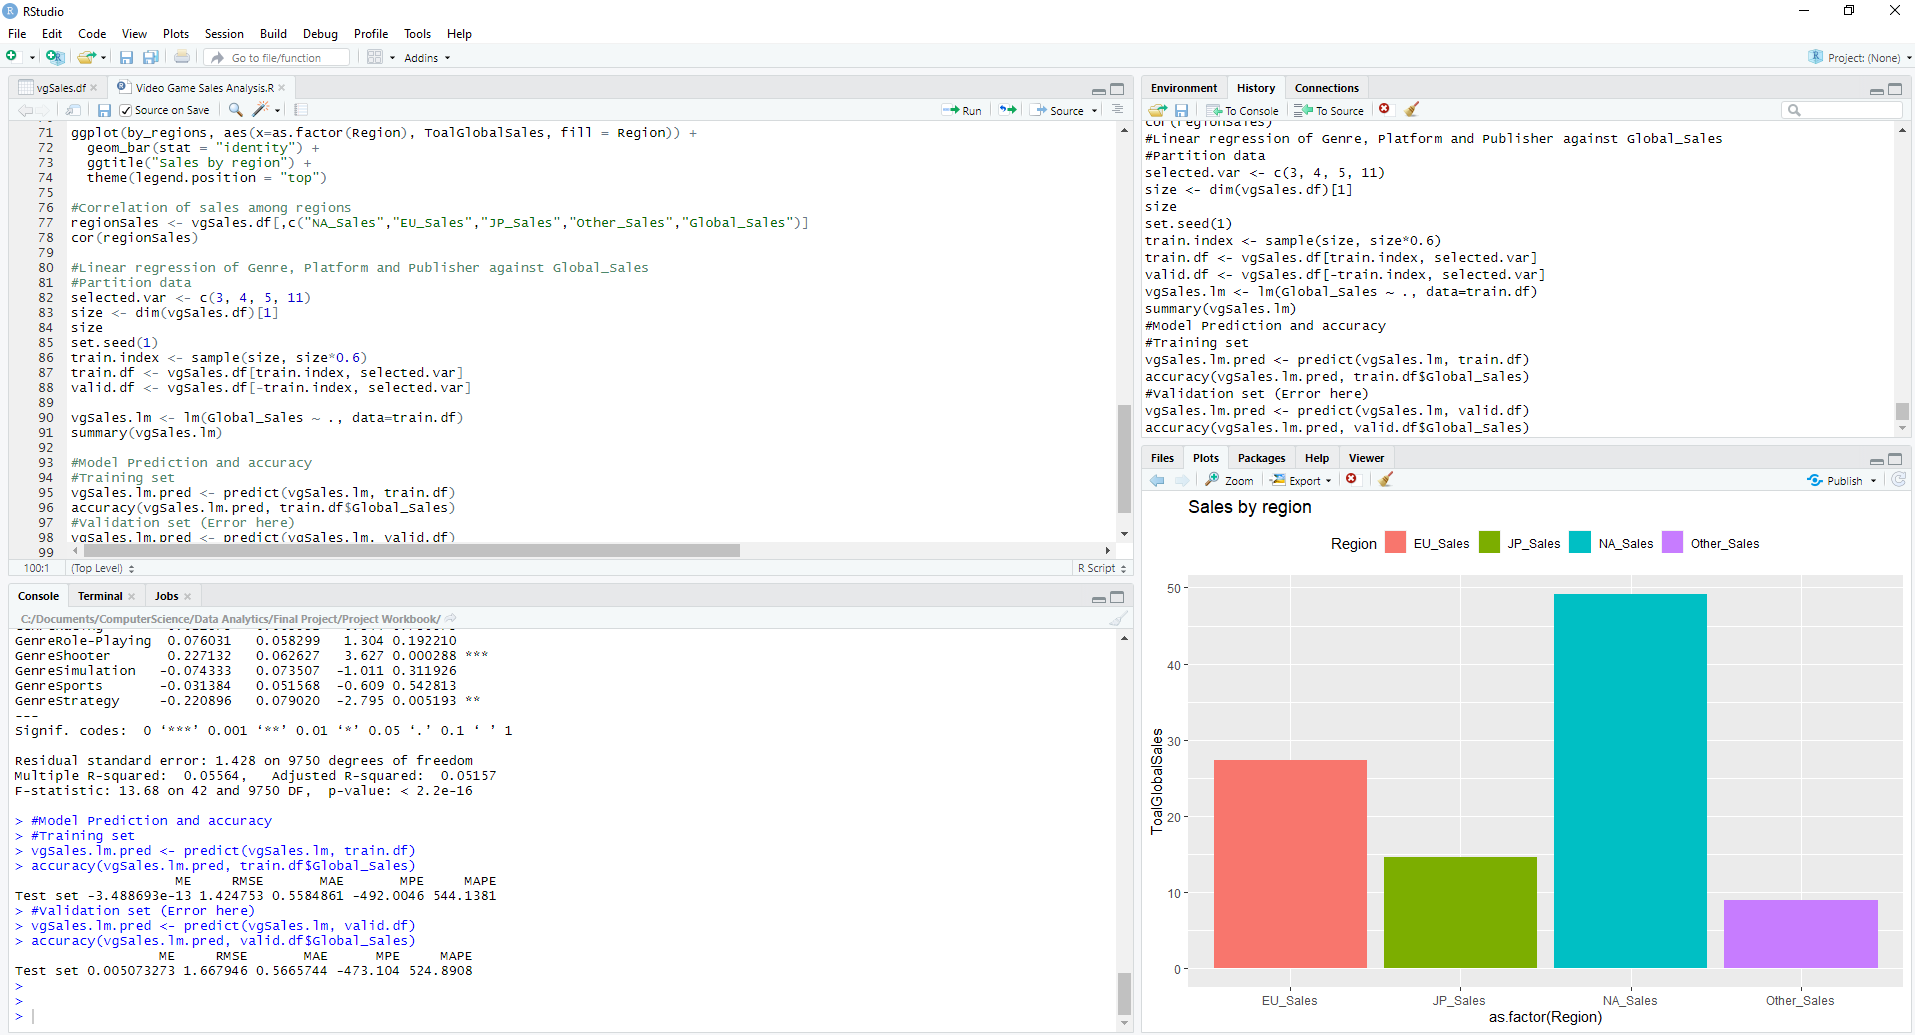 RStudio
File Edit Code View Plots Session Build Debug Profile Tools Help
Go to file/function Addins Project: (None)
vgSales.df Video Game Sales Analysis.R
Source on Save Run Source
71 ggplot(by_regions, aes(x=as.factor(Region), ToalGlobalSales, fill = Region)) +
72 geom_bar(stat = "identity") +
73 ggtitle("Sales by region") +
74 theme(legend.position = "top")
75
76 #Correlation of sales among regions
77 regionSales <- vgSales.df[,c("NA_Sales","EU_Sales","JP_Sales","Other_Sales","Global_Sales")]
78 cor(regionSales)
79
80 #Linear regression of Genre, Platform and Publisher against Global_Sales
81 #Partition data
82 selected.var <- c(3, 4, 5, 11)
83 size <- dim(vgSales.df)[1]
84 size
85 set.seed(1)
86 train.index <- sample(size, size*0.6)
87 train.df <- vgSales.df[train.index, selected.var]
88 valid.df <- vgSales.df[-train.index, selected.var]
89
90 vgSales.lm <- lm(Global_Sales ~ ., data=train.df)
91 summary(vgSales.lm)
92
93 #Model Prediction and accuracy
94 #Training set
95 vgSales.lm.pred <- predict(vgSales.lm, train.df)
96 accuracy(vgSales.lm.pred, train.df$Global_Sales)
97 #Validation set (Error here)
98 vgSales.lm.pred <- predict(vgSales.lm, valid.df)
99
100:1 (Top Level) R Script
Console Terminal Jobs
C:/Documents/ComputerScience/Data Analytics/Final Project/Project Workbook/
GenreRole-Playing 0.076031 0.058299 1.304 0.192210
GenreShooter 0.227132 0.062627 3.627 0.000288 ***
GenreSimulation -0.074333 0.073507 -1.011 0.311926
GenreSports -0.031384 0.051568 -0.609 0.542813
GenreStrategy -0.220896 0.079020 -2.795 0.005193 **
---
Signif. codes: 0 ‘***’ 0.001 ‘**’ 0.01 ‘*’ 0.05 ‘.’ 0.1 ‘ ’ 1
Residual standard error: 1.428 on 9750 degrees of freedom
Multiple R-squared: 0.05564, Adjusted R-squared: 0.05157
F-statistic: 13.68 on 42 and 9750 DF, p-value: < 2.2e-16
> #Model Prediction and accuracy
> #Training set
> vgSales.lm.pred <- predict(vgSales.lm, train.df)
> accuracy(vgSales.lm.pred, train.df$Global_Sales)
ME RMSE MAE MPE MAPE
Test set -3.488693e-13 1.424753 0.5584861 -492.0046 544.1381
> #Validation set (Error here)
> vgSales.lm.pred <- predict(vgSales.lm, valid.df)
> accuracy(vgSales.lm.pred, valid.df$Global_Sales)
ME RMSE MAE MPE MAPE
Test set 0.005073273 1.667946 0.5665744 -473.104 524.8908
>
>
>
Environment History Connections
To Console To Source
cor(regionSales)
#Linear regression of Genre, Platform and Publisher against Global_Sales
#Partition data
selected.var <- c(3, 4, 5, 11)
size <- dim(vgSales.df)[1]
size
set.seed(1)
train.index <- sample(size, size*0.6)
train.df <- vgSales.df[train.index, selected.var]
valid.df <- vgSales.df[-train.index, selected.var]
vgSales.lm <- lm(Global_Sales ~ ., data=train.df)
summary(vgSales.lm)
#Model Prediction and accuracy
#Training set
vgSales.lm.pred <- predict(vgSales.lm, train.df)
accuracy(vgSales.lm.pred, train.df$Global_Sales)
#Validation set (Error here)
vgSales.lm.pred <- predict(vgSales.lm, valid.df)
accuracy(vgSales.lm.pred, valid.df$Global_Sales)
Files Plots Packages Help Viewer
Zoom Export Publish
Sales by region
Region EU_Sales JP_Sales NA_Sales Other_Sales
50
40
30
20
10
0
ToalGlobalSales
EU_Sales JP_Sales NA_Sales Other_Sales
as.factor(Region)